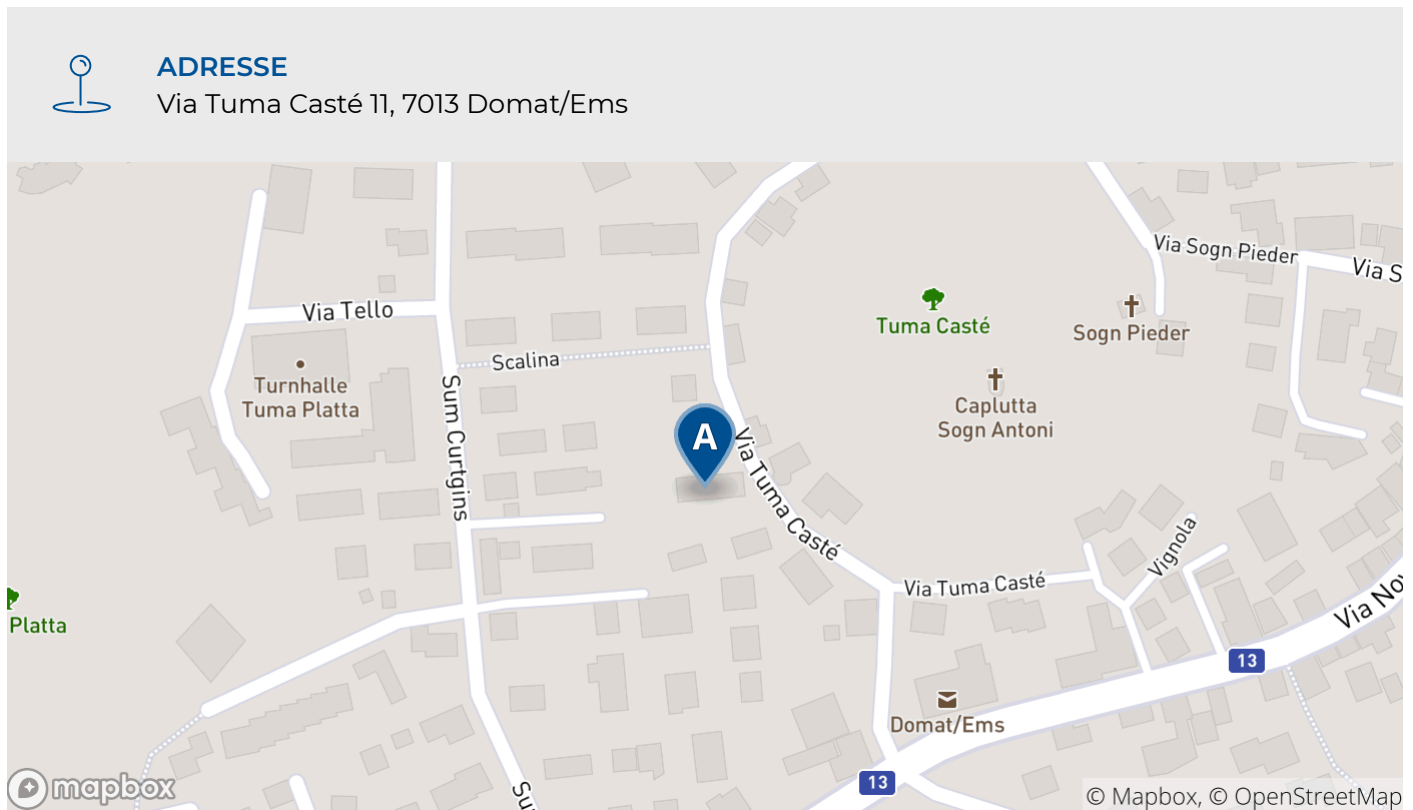 ADRESSE
Via Tuma Casté 11, 7013 Domat/Ems
Via Sogn Pieder
Via S
Via Tello
Tuma Casté
Sogn Pieder
Scalina
Turnhalle
Tuma Platta
Sum Curtgins
Caplutta
Sogn Antoni
A
Via Tuma Casté
Vignola
Via Tuma Casté
Via No
Platta
13
Domat/Ems
13
Su
mapbox
© Mapbox, © OpenStreetMap